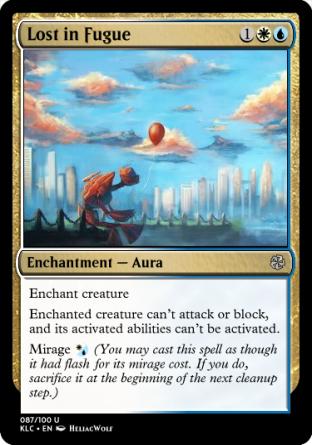 Lost in Fugue 1
Enchantment — Aura
Enchant creature
Enchanted creature can't attack or block,
and its activated abilities can't be activated.
Mirage (You may cast this spell as though
it had flash for its mirage cost. If you do,
sacrifice it at the beginning of the next cleanup
step.)
087/100 U
KLC • EN HeliacWolf